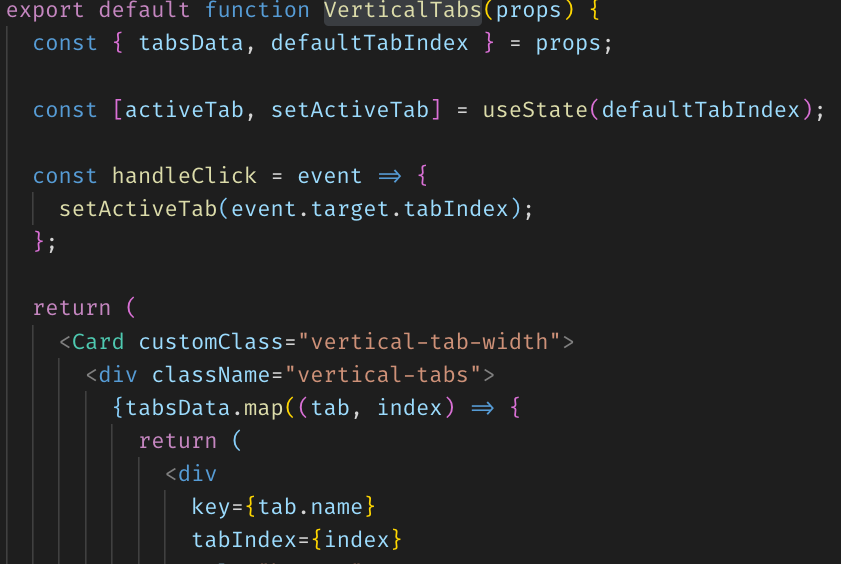 export default function VerticalTabs(props) {
const { tabsData, defaultTabIndex } = props;
const [activeTab, setActiveTab] = useState(defaultTabIndex);
const handleClick = event => {
setActiveTab(event.target.tabIndex);
};
return (
<Card customClass="vertical-tab-width">
<div className="vertical-tabs">
{tabsData.map((tab, index) => {
return (
<div
key={tab.name}
tabIndex={index}